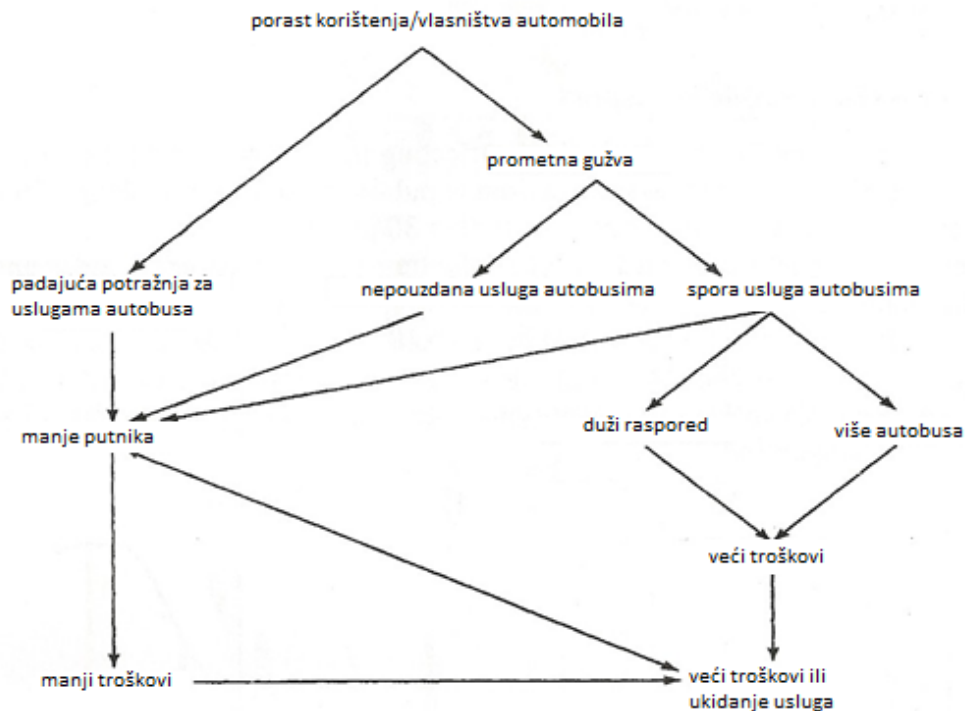 porast korištenja/vlasništva automobila
prometna gužva
padajuća potražnja za
uslugama autobusa
nepouzdana usluga autobusima
spora usluga autobusima
manje putnika
duži raspored
više autobusa
veći troškovi
manji troškovi
veći troškovi ili
ukidanje usluga